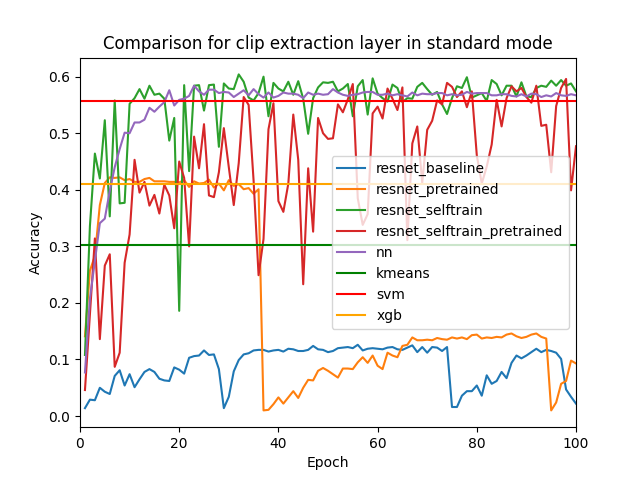 Comparison for clip extraction layer in standard mode
0.6
0.5
0.4
0.3
0.2
0.1
0.0
Accuracy
resnet_baseline
resnet_pretrained
resnet_selftrain
resnet_selftrain_pretrained
nn
kmeans
svm
xgb
0 20 40 60 80 100
Epoch